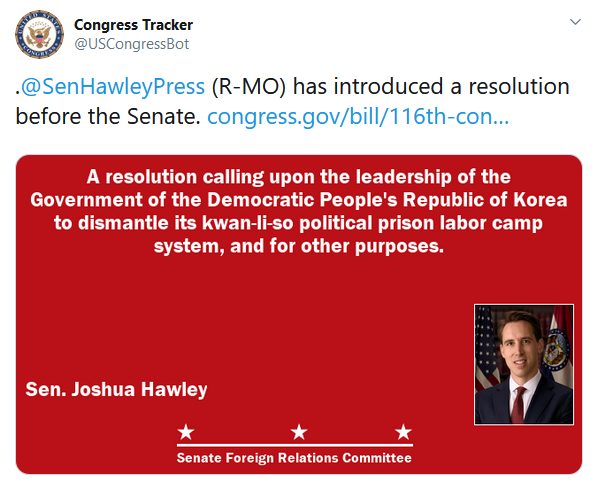 Congress Tracker
@USCongressBot
.@SenHawleyPress (R-MO) has introduced a resolution
before the Senate. congress.gov/bill/116th-con...
A resolution calling upon the leadership of the
Government of the Democratic People's Republic of Korea
to dismantle its kwan-li-so political prison labor camp
system, and for other purposes.
Sen. Joshua Hawley
Senate Foreign Relations Committee